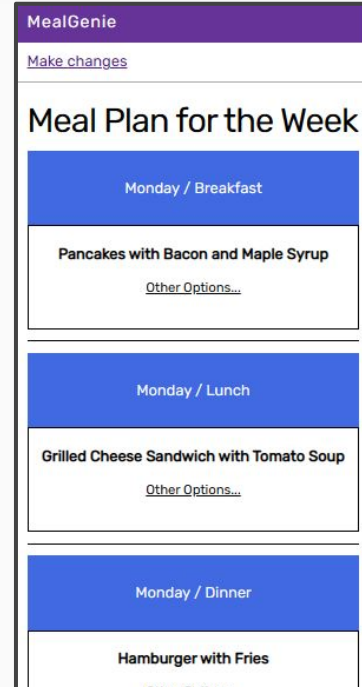 MealGenie
Make changes
Meal Plan for the Week
Monday / Breakfast
Pancakes with Bacon and Maple Syrup
Other Options...
Monday / Lunch
Grilled Cheese Sandwich with Tomato Soup
Other Options...
Monday / Dinner
Hamburger with Fries